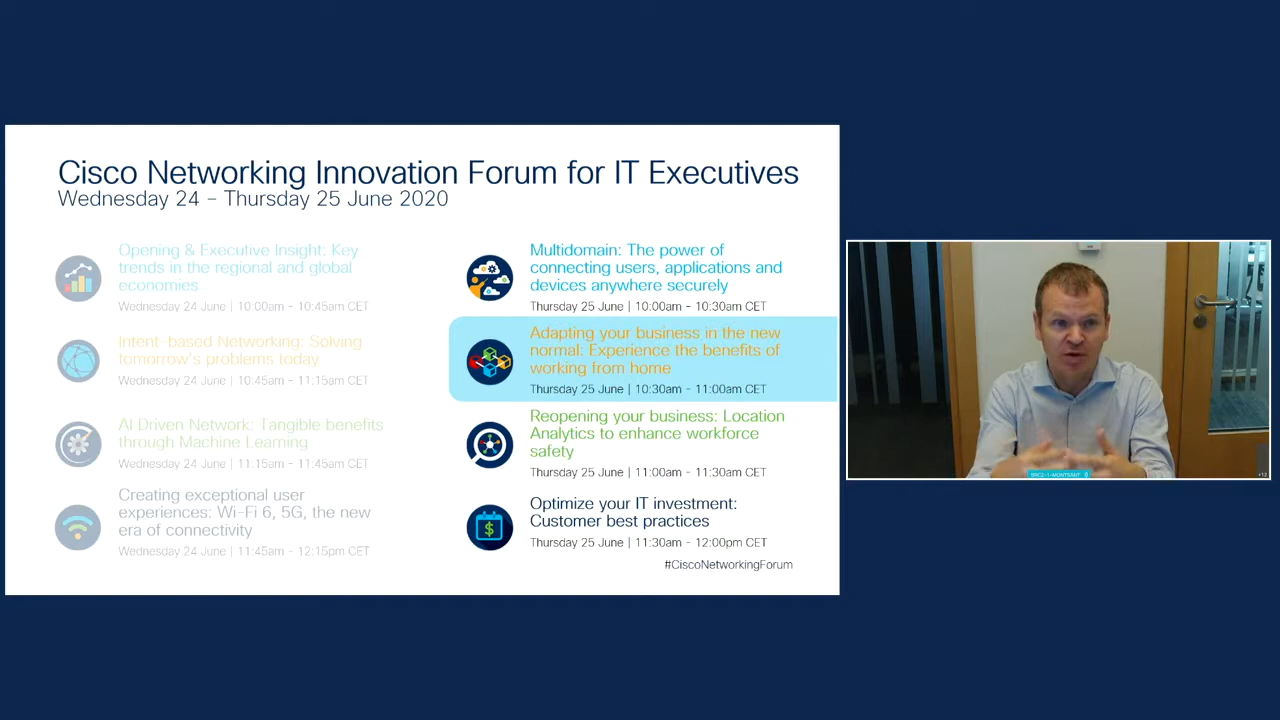 Cisco Networking Innovation Forum for IT Executives
Wednesday 24 – Thursday 25 June 2020
Opening & Executive Insight: Key
trends in the regional and global
economies
Wednesday 24 June | 10:00am - 10:45am CET
Intent-based Networking: Solving
tomorrow's problems today
Wednesday 24 June | 10:45am - 11:15am CET
AI Driven Network: Tangible benefits
through Machine Learning
Wednesday 24 June | 11:15am - 11:45am CET
Creating exceptional user
experiences: Wi-Fi 6, 5G, the new
era of connectivity
Wednesday 24 June | 11:45am - 12:15pm CET
Multidomain: The power of
connecting users, applications and
devices anywhere securely
Thursday 25 June | 10:00am - 10:30am CET
Adapting your business in the new
normal: Experience the benefits of
working from home
Thursday 25 June | 10:30am - 11:00am CET
Reopening your business: Location
Analytics to enhance workforce
safety
Thursday 25 June | 11:00am - 11:30am CET
$
Optimize your IT investment:
Customer best practices
Thursday 25 June | 11:30am - 12:00pm CET
#CiscoNetworkingForum